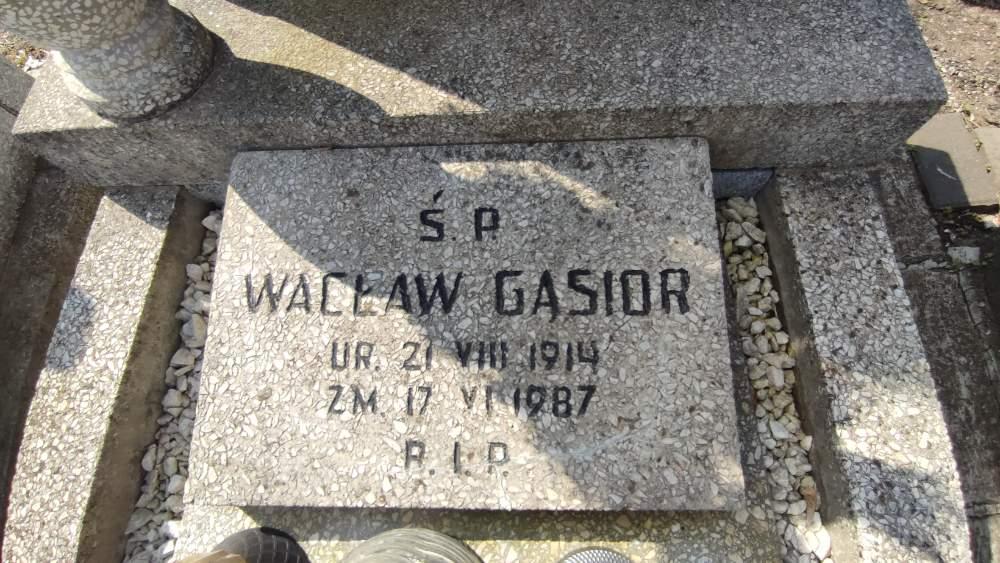 Ś. P.
WACŁAW GĄSIOR
UR. 21 VIII 1914
ZM. 17 VI 1987
R. I. P.